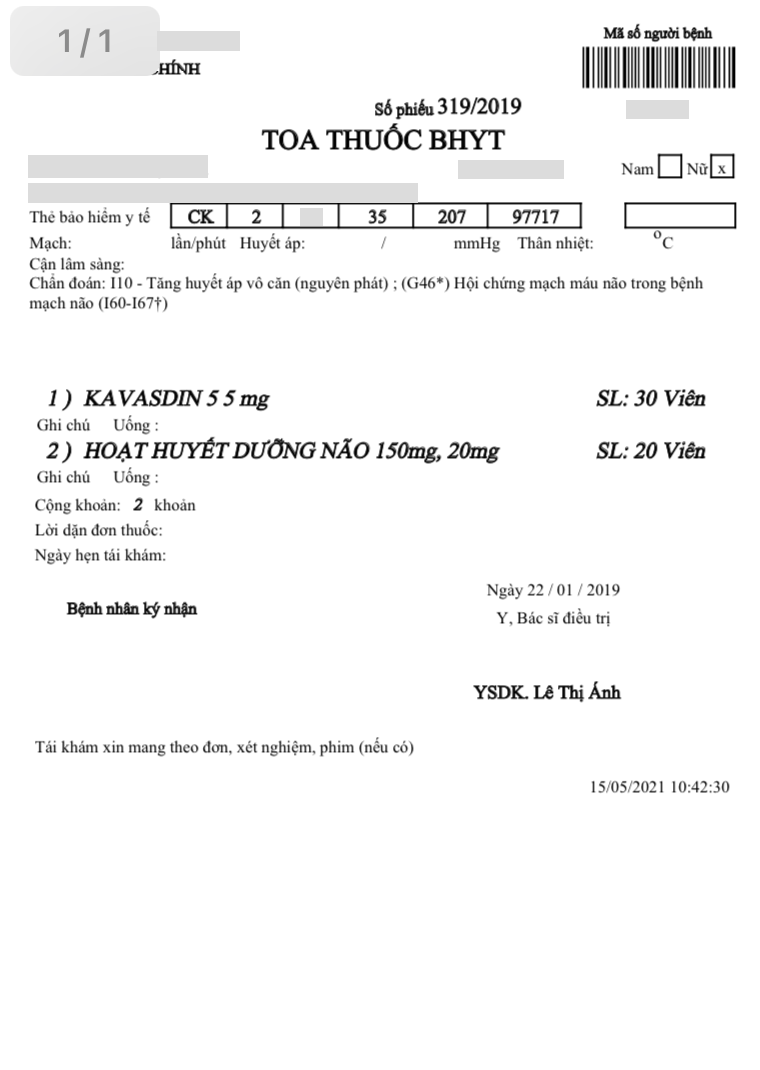 1/1
Mã số người bệnh
CHÍNH
Số phiếu 319/2019
TOA THUỐC BHYT
Nam Nữ x
Thẻ bảo hiểm y tế CK 2 35 207 97717
Mạch: lần/phút Huyết áp: / mmHg Thân nhiệt: ºC
Cận lâm sàng:
Chẩn đoán: I10 - Tăng huyết áp vô căn (nguyên phát) ; (G46*) Hội chứng mạch máu não trong bệnh
mạch não (I60-I67†)
1 ) KAVASDIN 5 5 mg SL: 30 Viên
Ghi chú Uống :
2 ) HOẠT HUYẾT DƯỠNG NÃO 150mg, 20mg SL: 20 Viên
Ghi chú Uống :
Cộng khoản: 2 khoản
Lời dặn đơn thuốc:
Ngày hẹn tái khám:
Ngày 22 / 01 / 2019
Bệnh nhân ký nhận
Y, Bác sĩ điều trị
YSDK. Lê Thị Ánh
Tái khám xin mang theo đơn, xét nghiệm, phim (nếu có)
15/05/2021 10:42:30